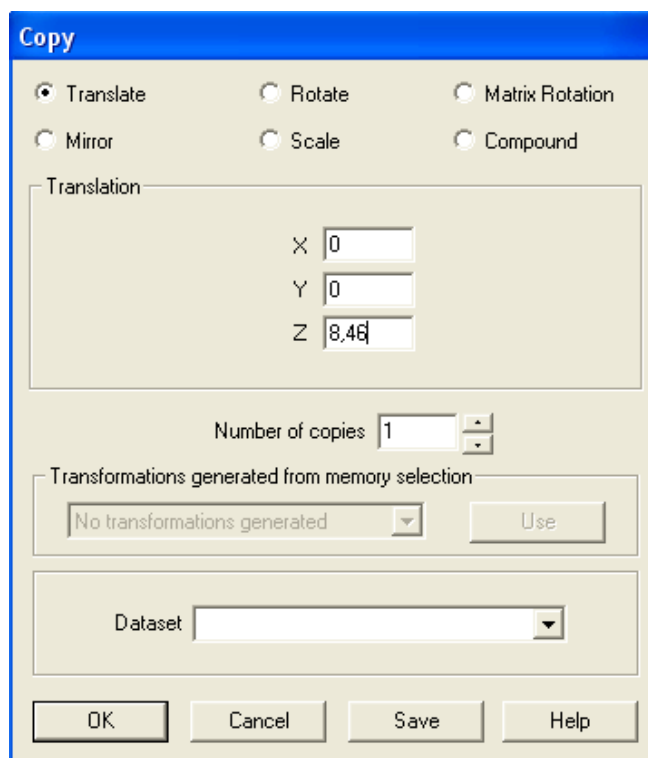 Copy
Translate Rotate Matrix Rotation
Mirror Scale Compound
Translation
X 0
Y 0
Z 8,46
Number of copies 1
Transformations generated from memory selection
No transformations generated Use
Dataset
OK Cancel Save Help